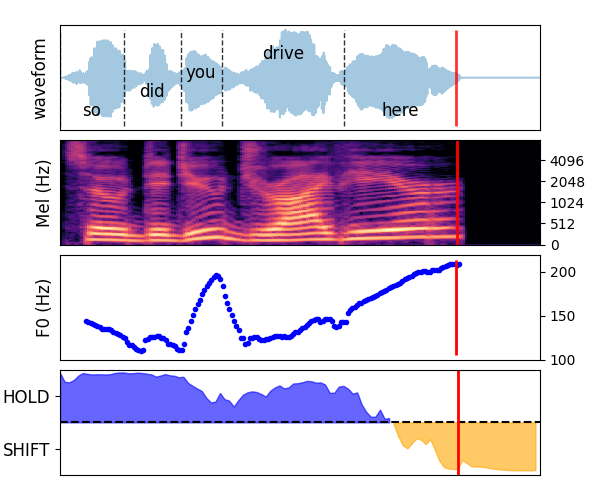 waveform
so
did
you
drive
here
Mel (Hz)
4096
2048
1024
512
0
F0 (Hz)
200
150
100
HOLD
SHIFT